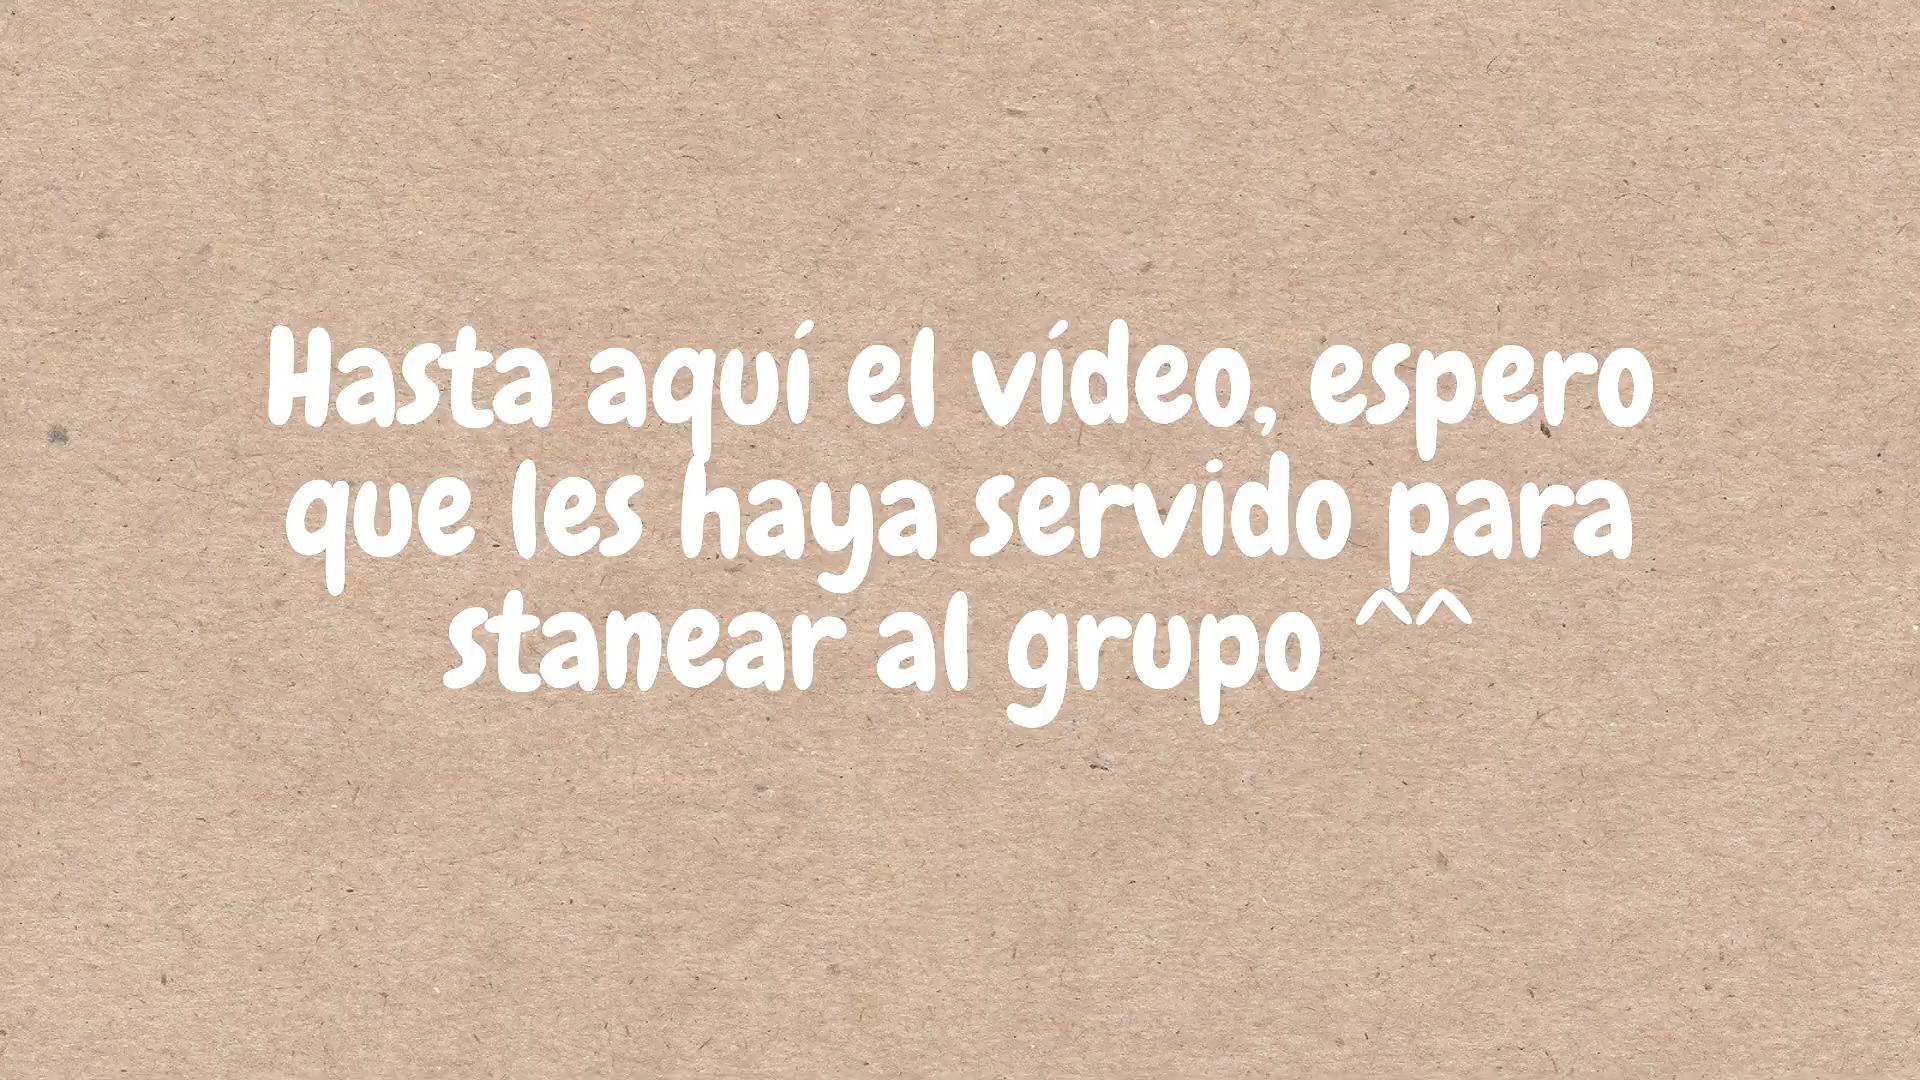 Hasta aquí el vídeo, espero
que les haya servido para
stanear al grupo ^^